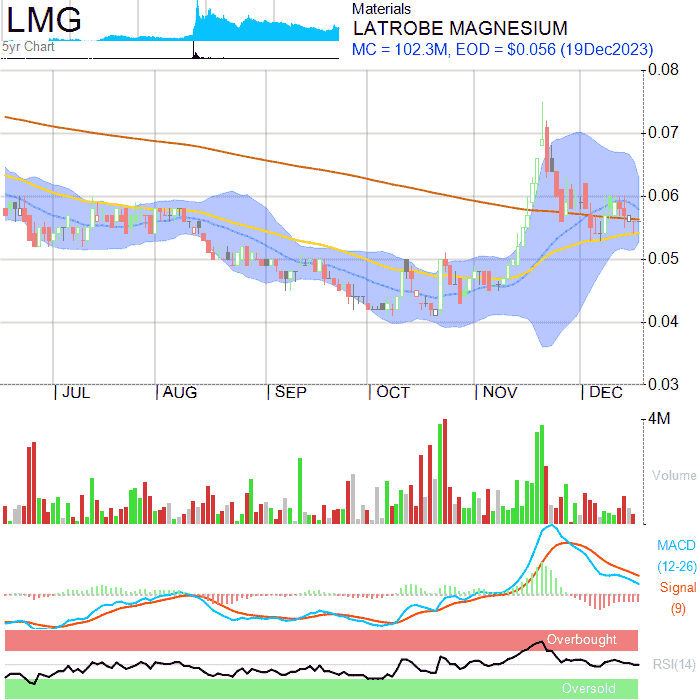 LMG
5yr Chart
Materials
LATROBE MAGNESIUM
MC = 102.3M, EOD = $0.056 (19Dec2023)
0.08
0.07
0.06
0.05
0.04
0.03
JUL AUG SEP OCT NOV DEC
4M
Volume
MACD
(12-26)
Signal
(9)
Overbought
RSI(14)
Oversold